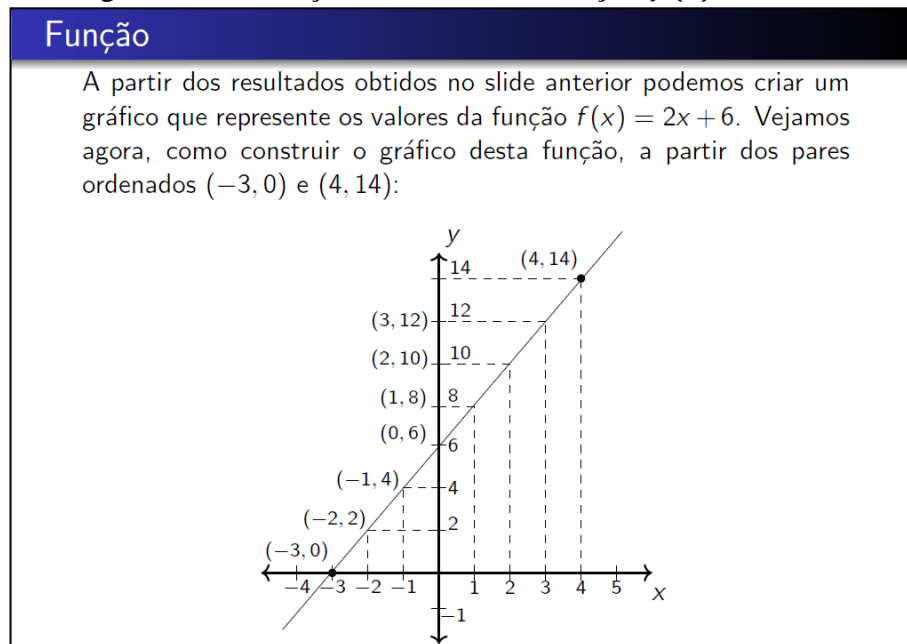 Função
A partir dos resultados obtidos no slide anterior podemos criar um
gráfico que represente os valores da função f(x) = 2x + 6. Vejamos
agora, como construir o gráfico desta função, a partir dos pares
ordenados (−3, 0) e (4, 14):
y
(4, 14)
14
(3, 12)
12
(2, 10)
10
(1, 8)
8
(0, 6)
6
(−1, 4)
4
(−2, 2)
2
(−3, 0)
−4 −3 −2 −1 1 2 3 4 5 x
−1